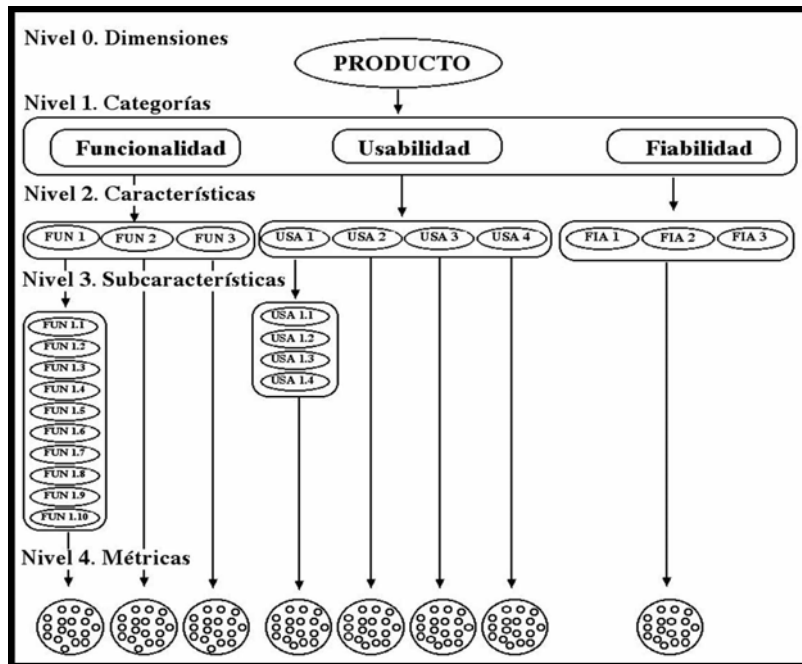 Nivel 0. Dimensiones
PRODUCTO
Nivel 1. Categorías
Funcionalidad Usabilidad Fiabilidad
Nivel 2. Características
FUN 1 FUN 2 FUN 3 USA 1 USA 2 USA 3 USA 4 FIA 1 FIA 2 FIA 3
Nivel 3. Subcaracterísticas
FUN 1.1
FUN 1.2
FUN 1.3
FUN 1.4
FUN 1.5
FUN 1.6
FUN 1.7
FUN 1.8
FUN 1.9
FUN 1.10
USA 1.1
USA 1.2
USA 1.3
USA 1.4
Nivel 4. Métricas